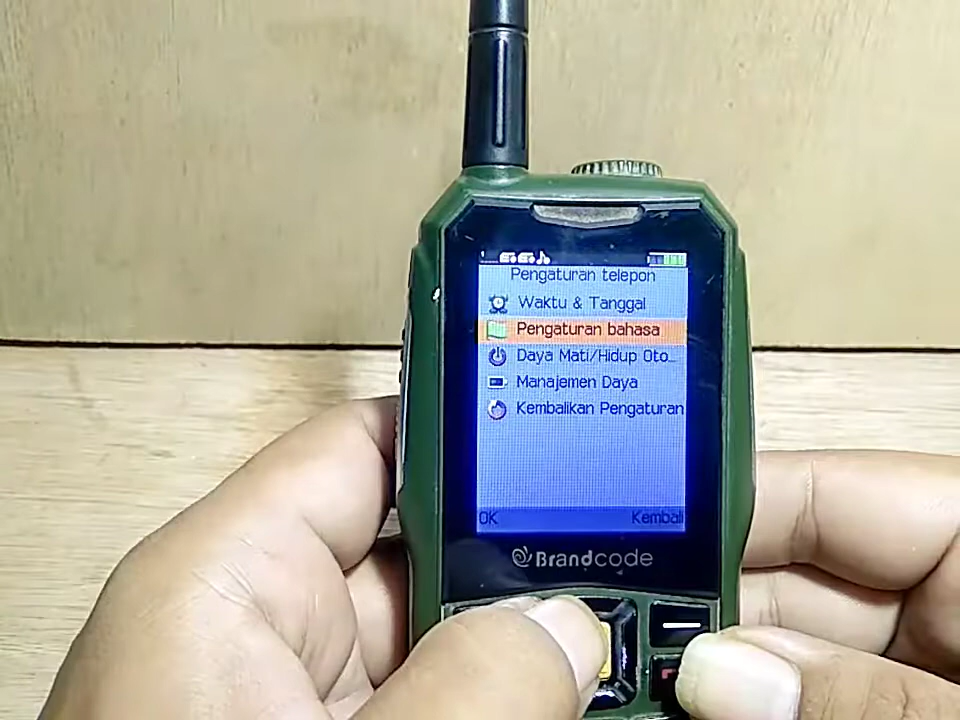 Pengaturan telepon
Waktu & Tanggal
Pengaturan bahasa
Daya Mati/Hidup Oto...
Manajemen Daya
Kembalikan Pengaturan
OK Kembali
Brandcode